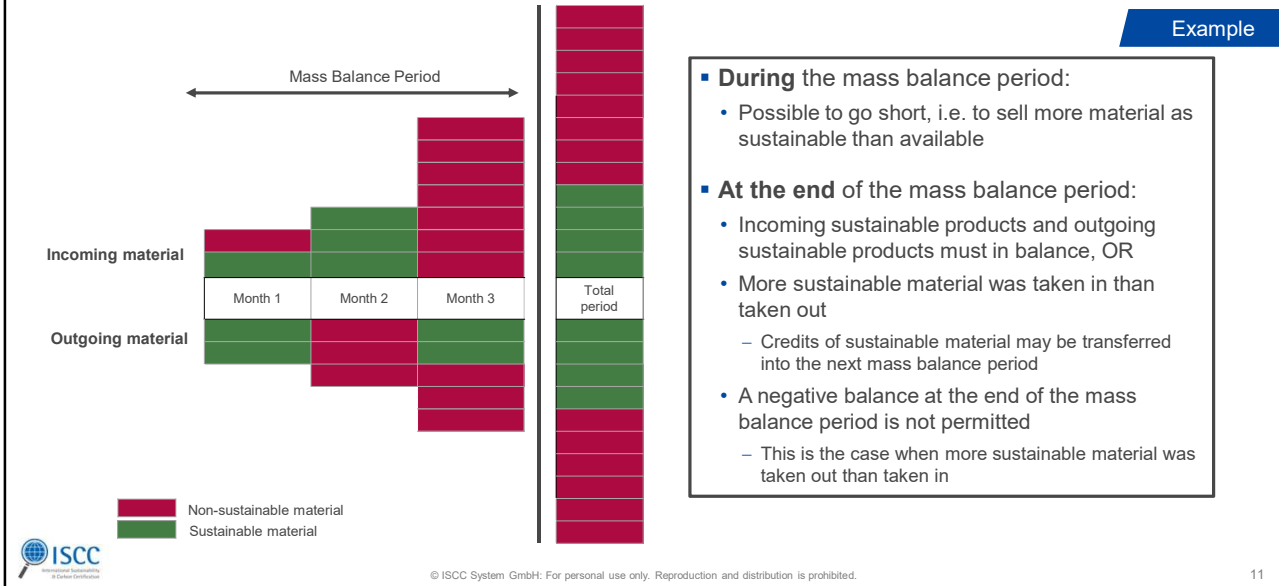 Example
Mass Balance Period
Incoming material
Month 1
Month 2
Month 3
Total
period
Outgoing material
Non-sustainable material
Sustainable material
▪ During the mass balance period:
• Possible to go short, i.e. to sell more material as
sustainable than available
▪ At the end of the mass balance period:
• Incoming sustainable products and outgoing
sustainable products must in balance, OR
• More sustainable material was taken in than
taken out
– Credits of sustainable material may be transferred
into the next mass balance period
• A negative balance at the end of the mass
balance period is not permitted
– This is the case when more sustainable material was
taken out than taken in
ISCC
International Sustainability
& Carbon Certification
© ISCC System GmbH: For personal use only. Reproduction and distribution is prohibited.
11